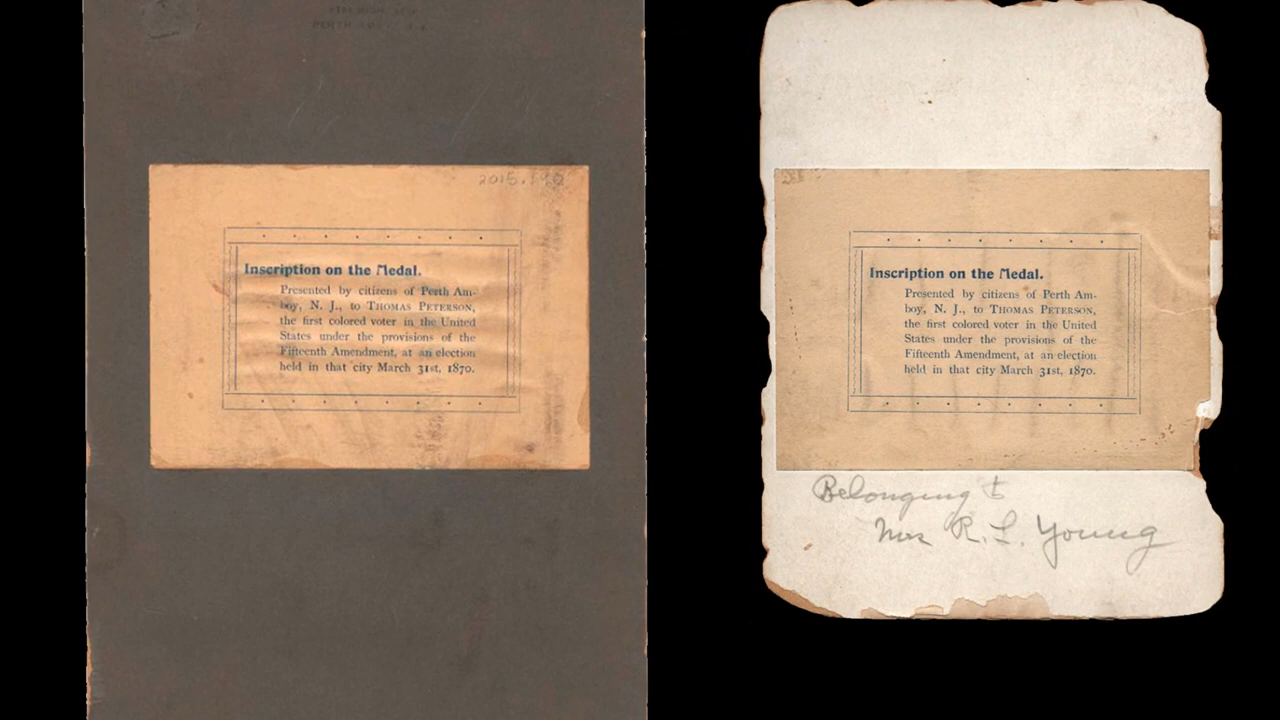 PERTH AMBOY, N. J.
Inscription on the Medal.
Presented by citizens of Perth Am-
boy, N. J., to THOMAS PETERSON,
the first colored voter in the United
States under the provisions of the
Fifteenth Amendment, at an election
held in that city March 31st, 1870.
Inscription on the Medal.
Presented by citizens of Perth Am-
boy, N. J., to THOMAS PETERSON,
the first colored voter in the United
States under the provisions of the
Fifteenth Amendment, at an election
held in that city March 31st, 1870.
Belonging to
Mrs R. L. Young